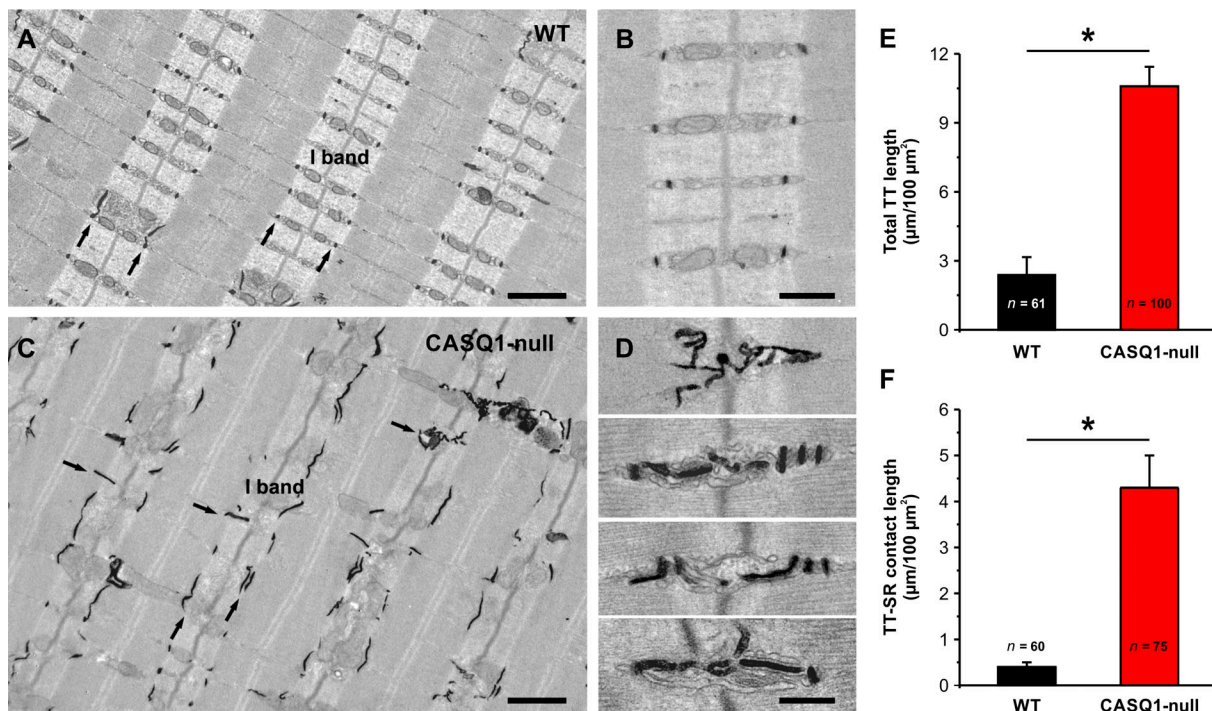 A
WT
I band
B
C
CASQ1-null
I band
D
E
*
Total TT length
(µm/100 µm²)
12
9
6
3
0
n = 61
n = 100
WT
CASQ1-null
F
*
TT-SR contact length
(µm/100 µm²)
6
5
4
3
2
1
0
n = 60
n = 75
WT
CASQ1-null